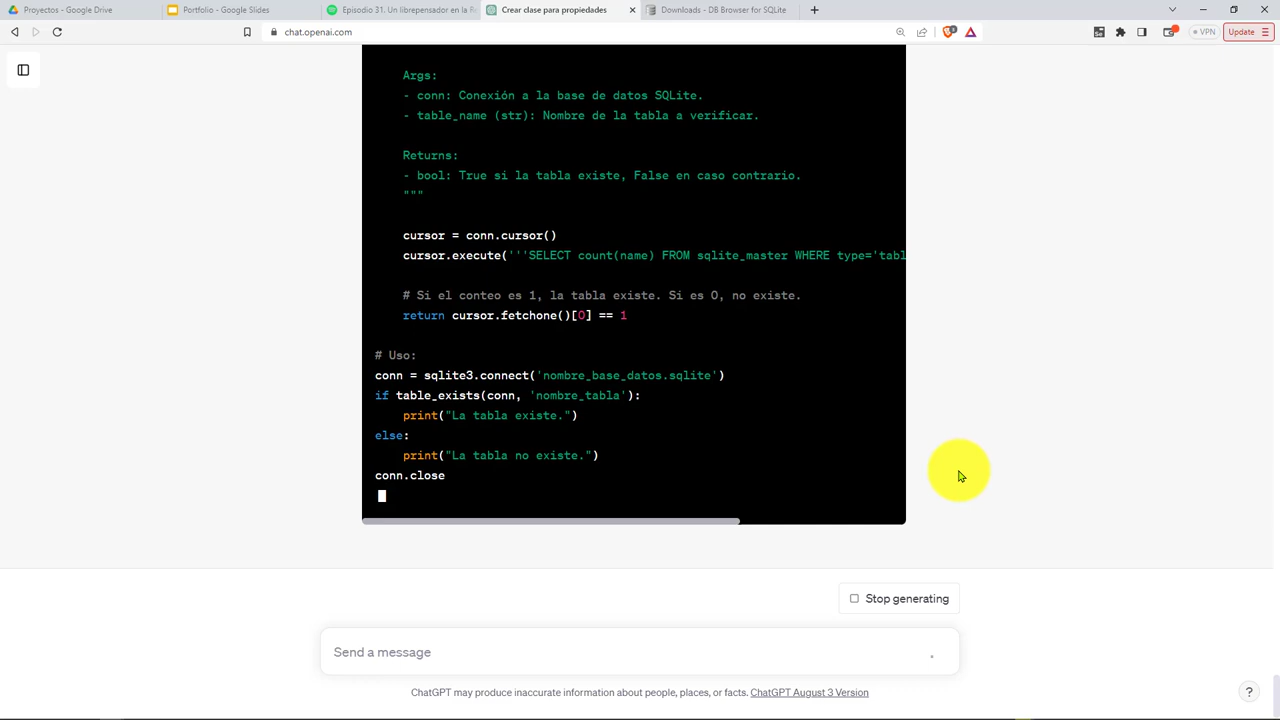 Proyectos - Google Drive
Portfolio - Google Slides
Episodio 31. Un librepensador en la R
Crear clase para propiedades
Downloads - DB Browser for SQLite
chat.openai.com
VPN
Update
Args:
- conn: Conexión a la base de datos SQLite.
- table_name (str): Nombre de la tabla a verificar.
Returns:
- bool: True si la tabla existe, False en caso contrario.
"""
cursor = conn.cursor()
cursor.execute('''SELECT count(name) FROM sqlite_master WHERE type='tabl
# Si el conteo es 1, la tabla existe. Si es 0, no existe.
return cursor.fetchone()[0] == 1
# Uso:
conn = sqlite3.connect('nombre_base_datos.sqlite')
if table_exists(conn, 'nombre_tabla'):
print("La tabla existe.")
else:
print("La tabla no existe.")
conn.close
Stop generating
Send a message
ChatGPT may produce inaccurate information about people, places, or facts. ChatGPT August 3 Version
?